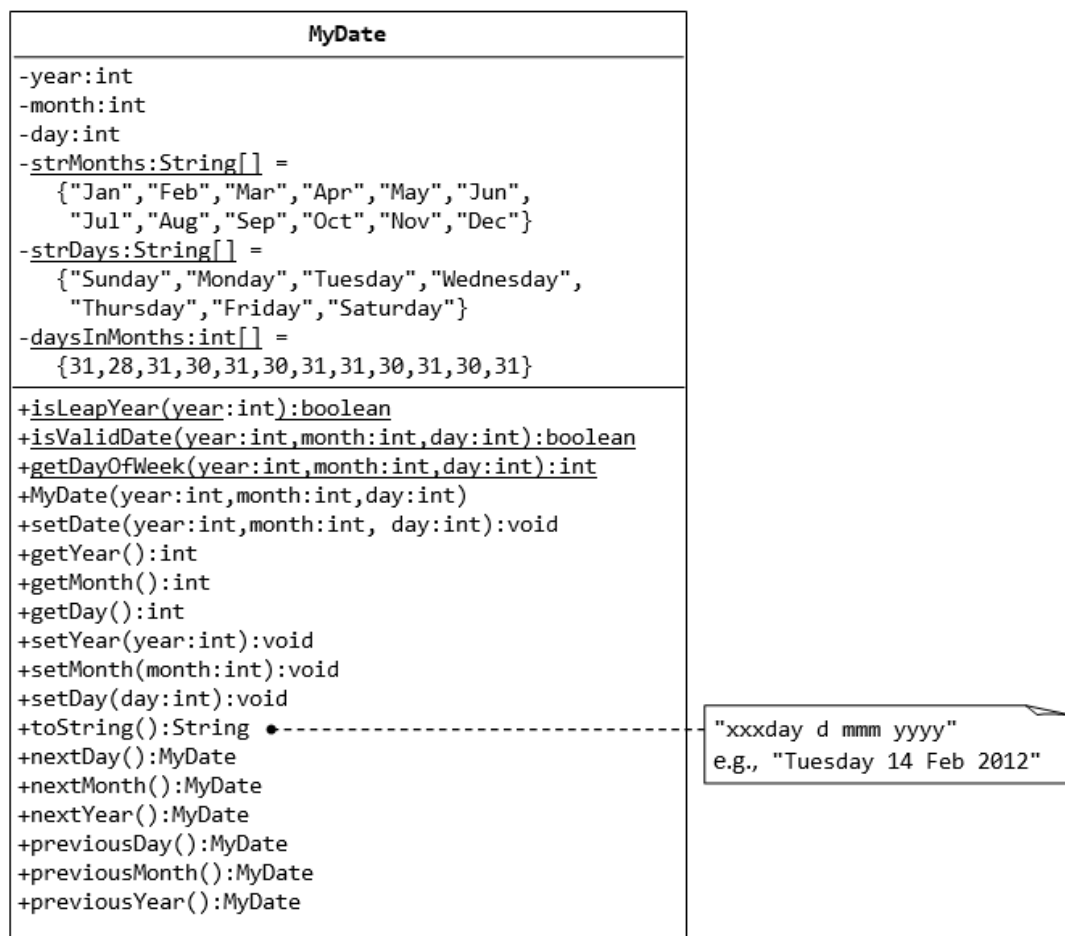 MyDate
-year:int
-month:int
-day:int
-strMonths:String[] =
{"Jan","Feb","Mar","Apr","May","Jun",
"Jul","Aug","Sep","Oct","Nov","Dec"}
-strDays:String[] =
{"Sunday","Monday","Tuesday","Wednesday",
"Thursday","Friday","Saturday"}
-daysInMonths:int[] =
{31,28,31,30,31,30,31,31,30,31,30,31}
+isLeapYear(year:int):boolean
+isValidDate(year:int,month:int,day:int):boolean
+getDayOfWeek(year:int,month:int,day:int):int
+MyDate(year:int,month:int,day:int)
+setDate(year:int,month:int, day:int):void
+getYear():int
+getMonth():int
+getDay():int
+setYear(year:int):void
+setMonth(month:int):void
+setDay(day:int):void
+toString():String
+nextDay():MyDate
+nextMonth():MyDate
+nextYear():MyDate
+previousDay():MyDate
+previousMonth():MyDate
+previousYear():MyDate
"xxxday d mmm yyyy"
e.g., "Tuesday 14 Feb 2012"